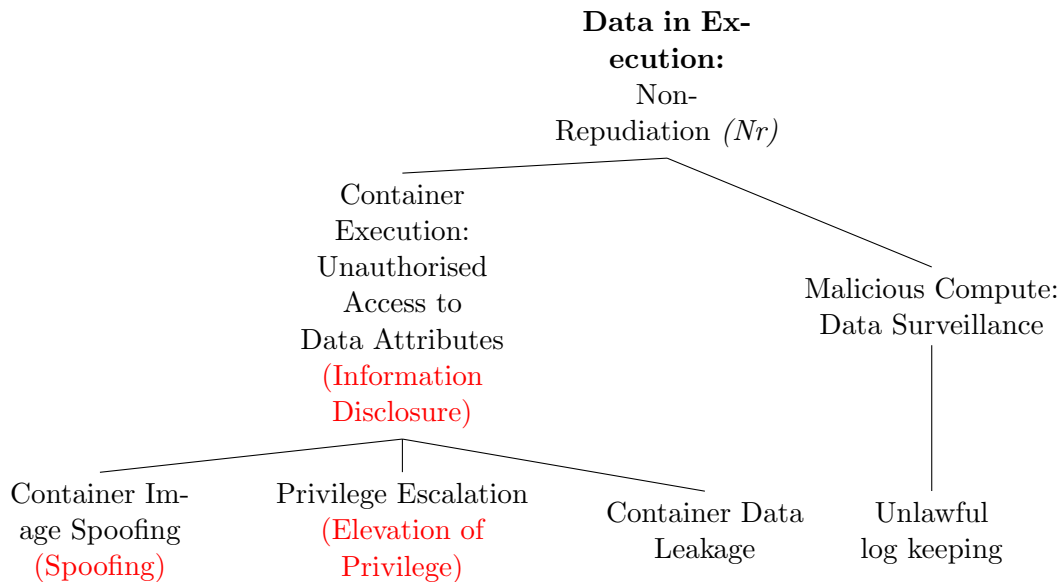 Data in Ex-
ecution:
Non-
Repudiation (Nr)
Container
Execution:
Unauthorised
Access to
Data Attributes
(Information
Disclosure)
Malicious Compute:
Data Surveillance
Container Im-
age Spoofing
(Spoofing)
Privilege Escalation
(Elevation of
Privilege)
Container Data
Leakage
Unlawful
log keeping